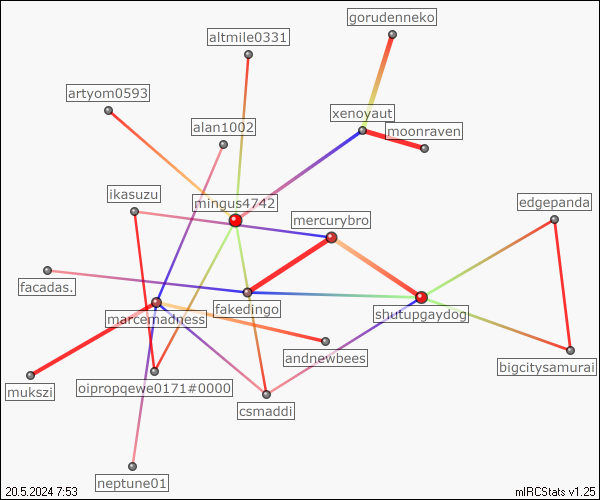 gorudenneko
altmile0331
artyom0593
xenoyaut
alan1002
moonraven
ikasuzu
mingus4742
edgepanda
mercurybro
facadas.
fakedingo
shutupgaydog
marcelnadness
andnewbees
bigcitysamurai
mukszi
oipropqewe0171#0000
csmaddi
neptune01
20.5.2024 7:53
mIRCStats v1.25